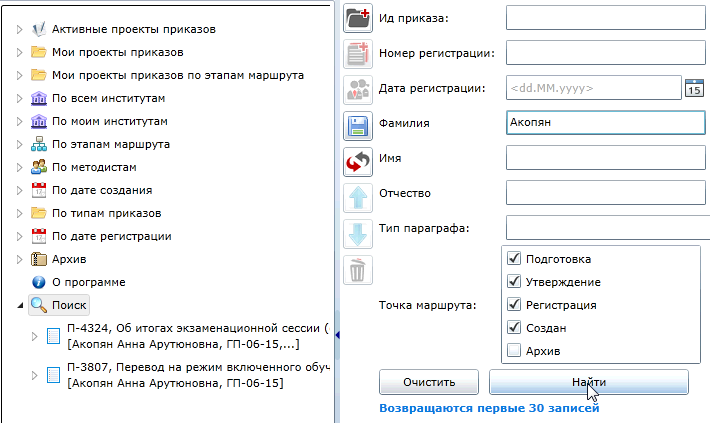 Активные проекты приказов
Мои проекты приказов
Мои проекты приказов по этапам маршрута
По всем институтам
По моим институтам
По этапам маршрута
По методистам
По дате создания
По типам приказов
По дате регистрации
Архив
О программе
Поиск
П-4324, Об итогах экзаменационной сессии (
[Акопян Анна Арутюновна, ГП-06-15,...]
П-3807, Перевод на режим включенного обуч
[Акопян Анна Арутюновна, ГП-06-15]
Ид приказа:
Номер регистрации:
Дата регистрации: <dd.MM.yyyy> 15
Фамилия Акопян
Имя
Отчество
Тип параграфа:
Точка маршрута:
Подготовка
Утверждение
Регистрация
Создан
Архив
Очистить Найти
Возвращаются первые 30 записей